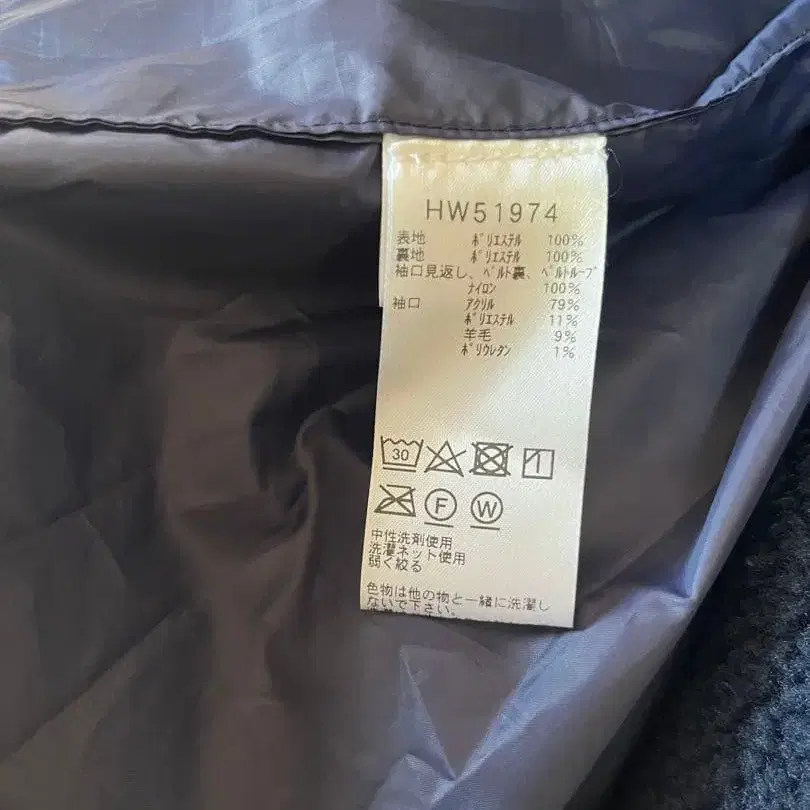 HW51974
表地 ポリエステル 100%
裏地 ポリエステル 100%
袖口見返し、ベルト裏、ベルトループ
ナイロン 100%
袖口 アクリル 79%
ポリエステル 11%
羊毛 9%
ポリウレタン 1%
30
F W
中性洗剤使用
洗濯ネット使用
弱く絞る
色物は他の物と一緒に洗濯し
ないで下さい。